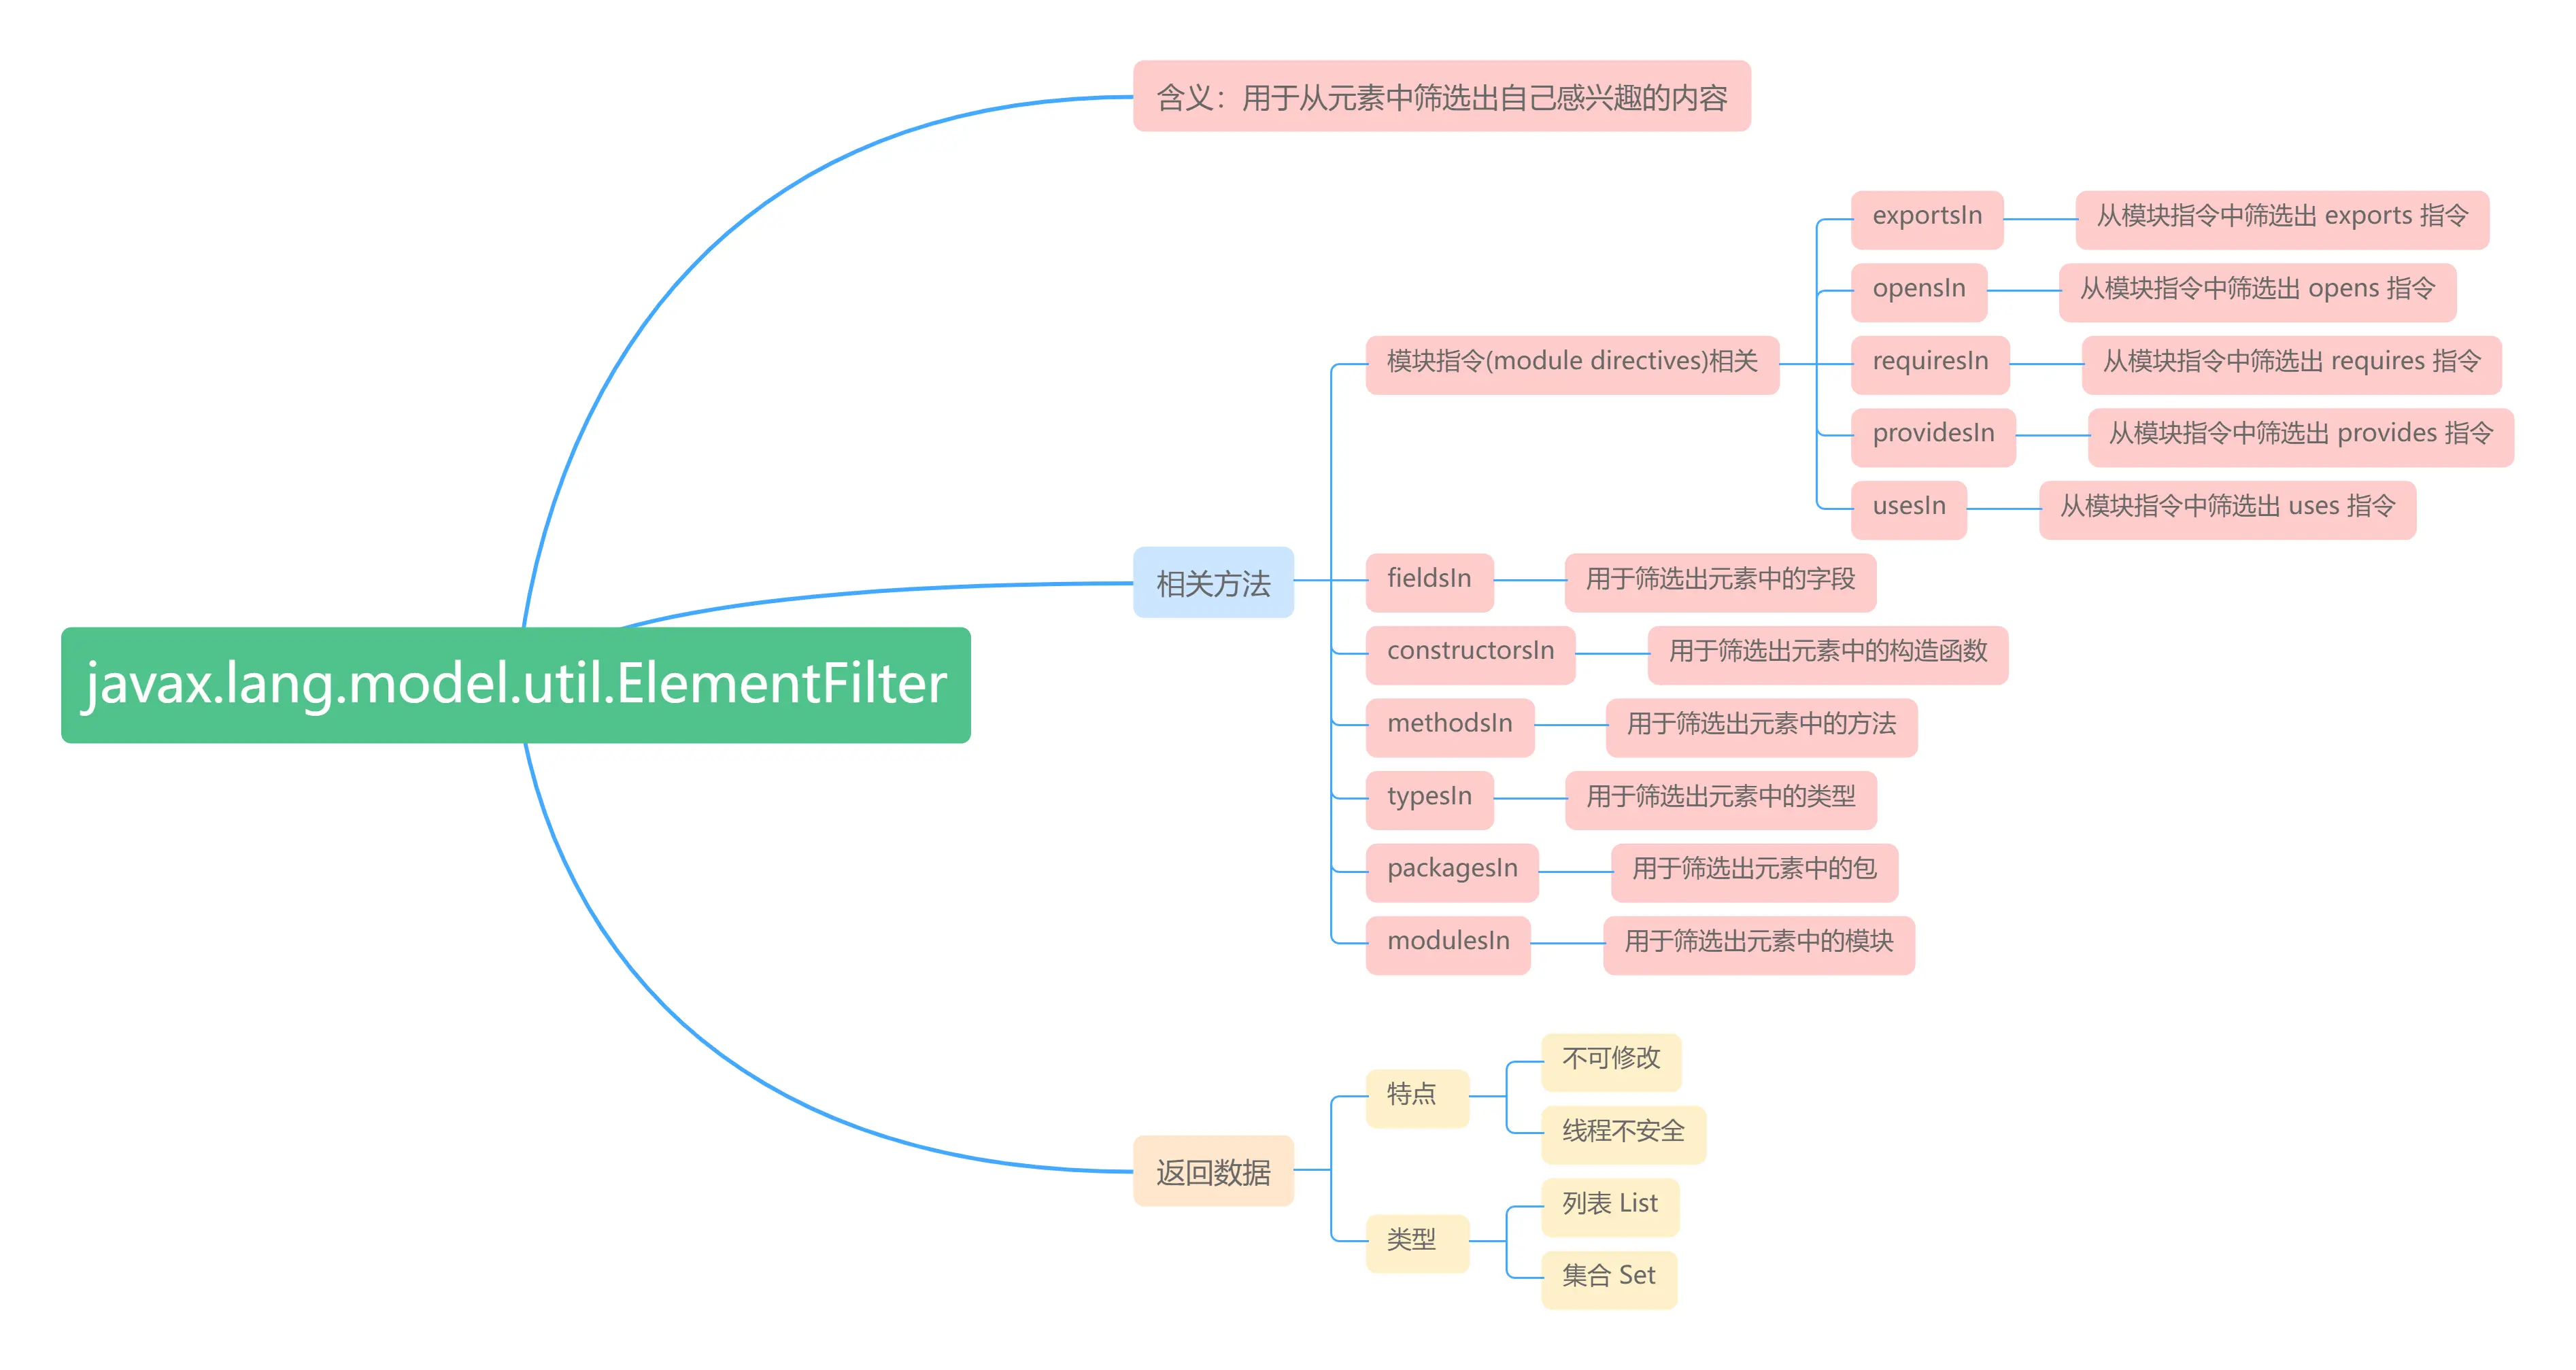 javax.lang.model.util.ElementFilter
含义：用于从元素中筛选出自己感兴趣的内容
相关方法
模块指令(module directives)相关
exportsIn
从模块指令中筛选出 exports 指令
opensIn
从模块指令中筛选出 opens 指令
requiresIn
从模块指令中筛选出 requires 指令
providesIn
从模块指令中筛选出 provides 指令
usesIn
从模块指令中筛选出 uses 指令
fieldsIn
用于筛选出元素中的字段
constructorsIn
用于筛选出元素中的构造函数
methodsIn
用于筛选出元素中的方法
typesIn
用于筛选出元素中的类型
packagesIn
用于筛选出元素中的包
modulesIn
用于筛选出元素中的模块
返回数据
特点
不可修改
线程不安全
类型
列表 List
集合 Set